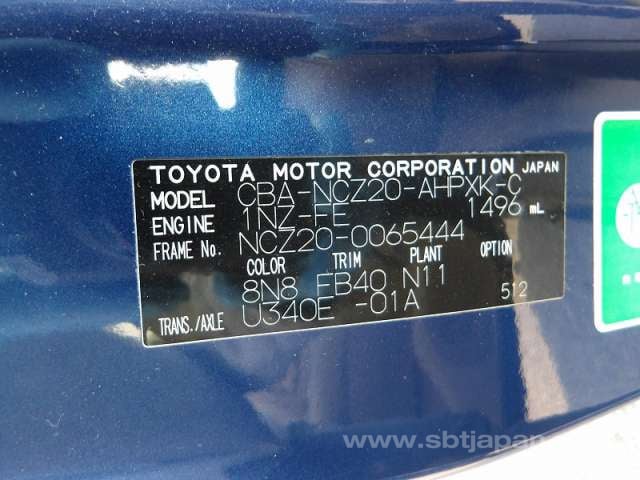 TOYOTA MOTOR CORPORATION JAPAN
MODEL CBA-NCZ20-AHPXK-C
ENGINE 1NZ-FE 1496 mL
FRAME No. NCZ20-0065444
COLOR TRIM PLANT OPTION
8N8 FB40 N11 512
TRANS./AXLE U340E -01A
www.sbtjapan